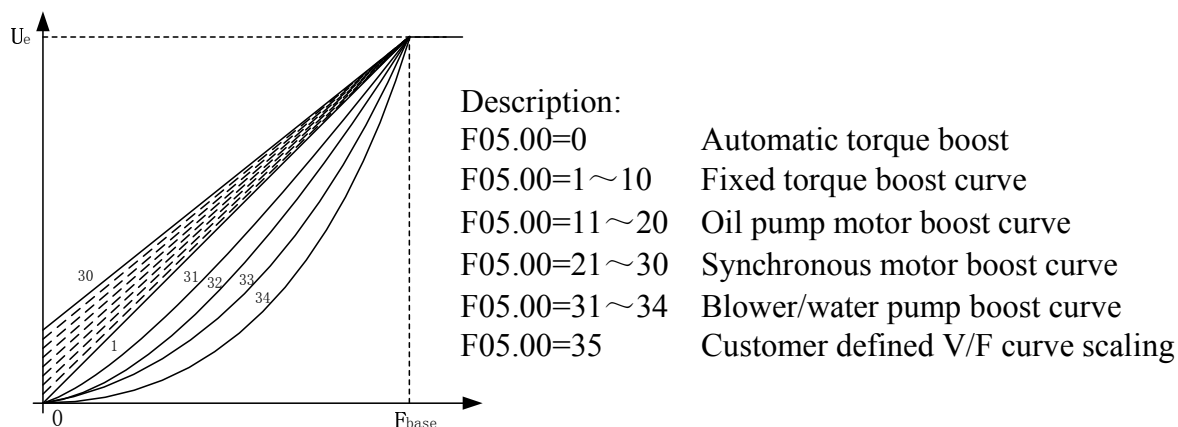 Ue
30
31
32
33
34
1
0
Fbase
Description:
F05.00=0 Automatic torque boost
F05.00=1～10 Fixed torque boost curve
F05.00=11～20 Oil pump motor boost curve
F05.00=21～30 Synchronous motor boost curve
F05.00=31～34 Blower/water pump boost curve
F05.00=35 Customer defined V/F curve scaling